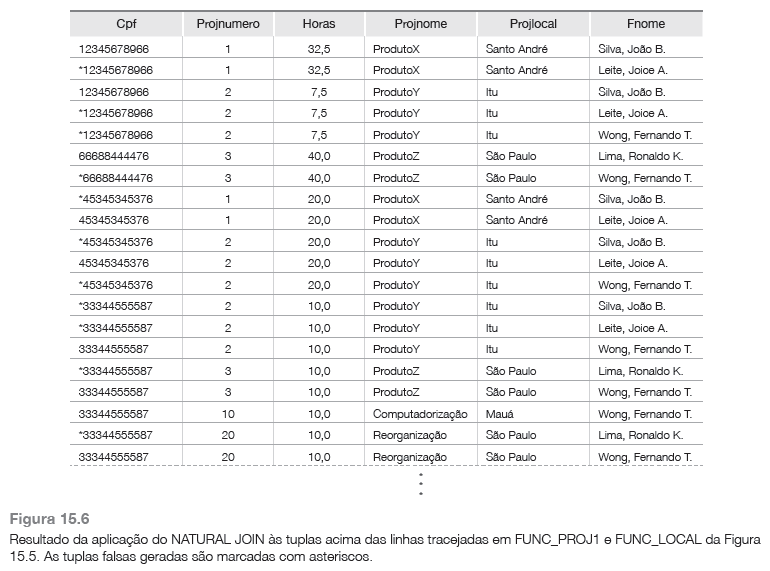 Cpf Projnumero Horas Projnome Projlocal Fnome
12345678966 1 32,5 ProdutoX Santo André Silva, João B.
*12345678966 1 32,5 ProdutoX Santo André Leite, Joice A.
12345678966 2 7,5 ProdutoY Itu Silva, João B.
*12345678966 2 7,5 ProdutoY Itu Leite, Joice A.
*12345678966 2 7,5 ProdutoY Itu Wong, Fernando T.
66688444476 3 40,0 ProdutoZ São Paulo Lima, Ronaldo K.
*66688444476 3 40,0 ProdutoZ São Paulo Wong, Fernando T.
*45345345376 1 20,0 ProdutoX Santo André Silva, João B.
45345345376 1 20,0 ProdutoX Santo André Leite, Joice A.
*45345345376 2 20,0 ProdutoY Itu Silva, João B.
45345345376 2 20,0 ProdutoY Itu Leite, Joice A.
*45345345376 2 20,0 ProdutoY Itu Wong, Fernando T.
*33344555587 2 10,0 ProdutoY Itu Silva, João B.
*33344555587 2 10,0 ProdutoY Itu Leite, Joice A.
33344555587 2 10,0 ProdutoY Itu Wong, Fernando T.
*33344555587 3 10,0 ProdutoZ São Paulo Lima, Ronaldo K.
33344555587 3 10,0 ProdutoZ São Paulo Wong, Fernando T.
33344555587 10 10,0 Computadorização Mauá Wong, Fernando T.
*33344555587 20 10,0 Reorganização São Paulo Lima, Ronaldo K.
33344555587 20 10,0 Reorganização São Paulo Wong, Fernando T.
Figura 15.6
Resultado da aplicação do NATURAL JOIN às tuplas acima das linhas tracejadas em FUNC_PROJ1 e FUNC_LOCAL da Figura
15.5. As tuplas falsas geradas são marcadas com asteriscos.